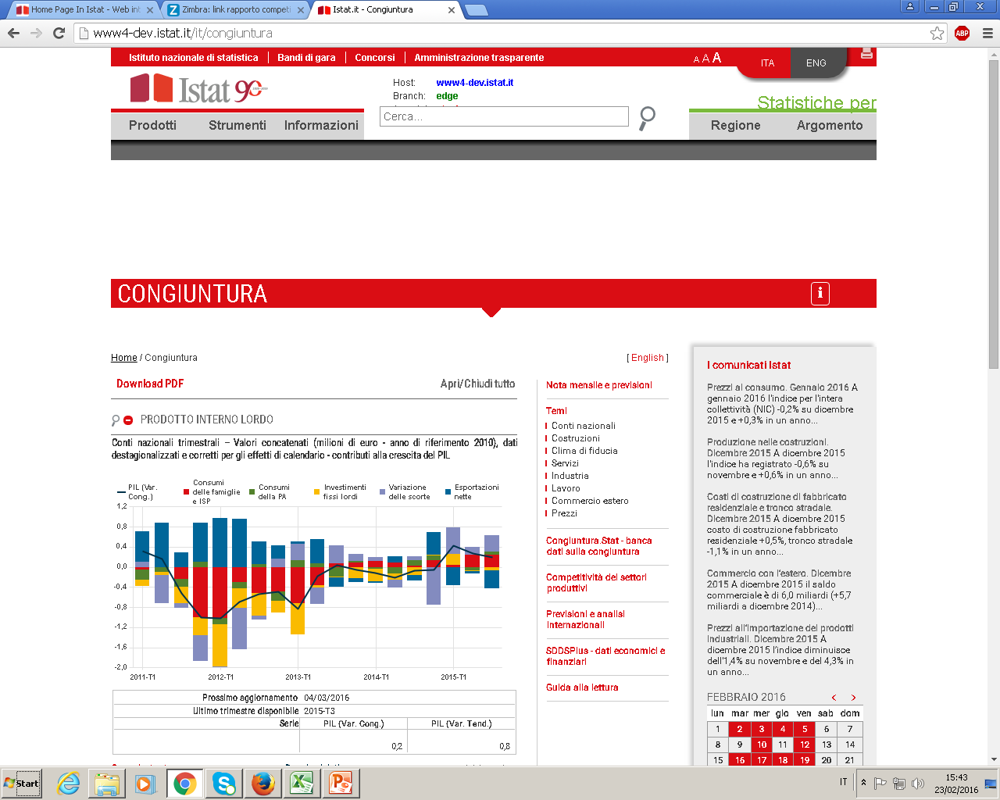 Home Page In Istat - Web int
Zimbra: link rapporto competi
Istat.it - Congiuntura
www4-dev.istat.it/it/congiuntura
ABP
Istituto nazionale di statistica
Bandi di gara
Concorsi
Amministrazione trasparente
A A A
ITA
ENG
Istat 90
Host: www4-dev.istat.it
Branch: edge
Statistiche per
Prodotti
Strumenti
Informazioni
Cerca...
Regione
Argomento
CONGIUNTURA
i
Home / Congiuntura
[ English ]
Download PDF
Apri/Chiudi tutto
PRODOTTO INTERNO LORDO
Conti nazionali trimestrali – Valori concatenati (milioni di euro - anno di riferimento 2010), dati
destagionalizzati e corretti per gli effetti di calendario - contributi alla crescita del PIL
PIL (Var.
Cong.)
Consumi
delle famiglie
e ISP
Consumi
della PA
Investimenti
fissi lordi
Variazione
delle scorte
Esportazioni
nette
1,2
0,8
0,4
0,0
-0,4
-0,8
-1,2
-1,6
-2,0
2011-T1
2012-T1
2013-T1
2014-T1
2015-T1
Prossimo aggiornamento 04/03/2016
Ultimo trimestre disponibile 2015-T3
Serie PIL (Var. Cong.) PIL (Var. Tend.)
0,2 0,8
Nota mensile e previsioni
Temi
Conti nazionali
Costruzioni
Clima di fiducia
Servizi
Industria
Lavoro
Commercio estero
Prezzi
Congiuntura.Stat - banca
dati sulla congiuntura
Competitività dei settori
produttivi
Previsioni e analisi
internazionali
SDDSPlus - dati economici e
finanziari
Guida alla lettura
I comunicati Istat
Prezzi al consumo. Gennaio 2016 A
gennaio 2016 l'indice per l'intera
collettività (NIC) -0,2% su dicembre
2015 e +0,3% in un anno...
Produzione nelle costruzioni.
Dicembre 2015 A dicembre 2015
l'indice ha registrato -0,6% su
novembre e +0,6% in un anno...
Costi di costruzione di fabbricato
residenziale e tronco stradale.
Dicembre 2015 A dicembre 2015
costo di costruzione fabbricato
residenziale +0,5%, tronco stradale
-1,1% in un anno...
Commercio con l'estero. Dicembre
2015 A dicembre 2015 il saldo
commerciale è di 6,0 miliardi (+5,7
miliardi a dicembre 2014)...
Prezzi all'importazione dei prodotti
industriali. Dicembre 2015 A
dicembre 2015 l'indice diminuisce
dell'1,4% su novembre e del 4,3% in
un anno...
FEBBRAIO 2016 < >
lun mar mer gio ven sab dom
1 2 3 4 5 6 7
8 9 10 11 12 13 14
15 16 17 18 19 20 21
Start
IT
15:43
23/02/2016